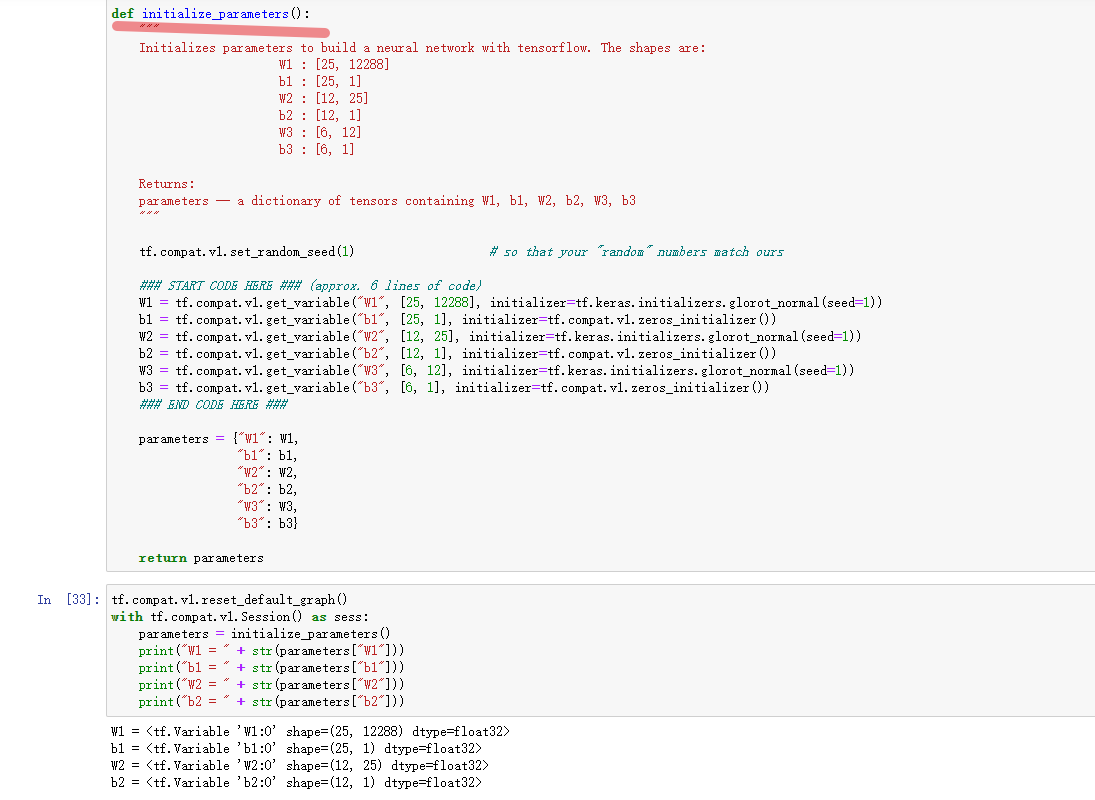 def initialize_parameters():
    """
    Initializes parameters to build a neural network with tensorflow. The shapes are:
                        W1 : [25, 12288]
                        b1 : [25, 1]
                        W2 : [12, 25]
                        b2 : [12, 1]
                        W3 : [6, 12]
                        b3 : [6, 1]

    Returns:
    parameters -- a dictionary of tensors containing W1, b1, W2, b2, W3, b3
    """

    tf.compat.v1.set_random_seed(1)                   # so that your "random" numbers match ours

    ### START CODE HERE ### (approx. 6 lines of code)
    W1 = tf.compat.v1.get_variable("W1", [25, 12288], initializer=tf.keras.initializers.glorot_normal(seed=1))
    b1 = tf.compat.v1.get_variable("b1", [25, 1], initializer=tf.compat.v1.zeros_initializer())
    W2 = tf.compat.v1.get_variable("W2", [12, 25], initializer=tf.keras.initializers.glorot_normal(seed=1))
    b2 = tf.compat.v1.get_variable("b2", [12, 1], initializer=tf.compat.v1.zeros_initializer())
    W3 = tf.compat.v1.get_variable("W3", [6, 12], initializer=tf.keras.initializers.glorot_normal(seed=1))
    b3 = tf.compat.v1.get_variable("b3", [6, 1], initializer=tf.compat.v1.zeros_initializer())
    ### END CODE HERE ###

    parameters = {"W1": W1,
                  "b1": b1,
                  "W2": W2,
                  "b2": b2,
                  "W3": W3,
                  "b3": b3}

    return parameters

In [33]: tf.compat.v1.reset_default_graph()
with tf.compat.v1.Session() as sess:
    parameters = initialize_parameters()
    print("W1 = " + str(parameters["W1"]))
    print("b1 = " + str(parameters["b1"]))
    print("W2 = " + str(parameters["W2"]))
    print("b2 = " + str(parameters["b2"]))

W1 = <tf.Variable 'W1:0' shape=(25, 12288) dtype=float32>
b1 = <tf.Variable 'b1:0' shape=(25, 1) dtype=float32>
W2 = <tf.Variable 'W2:0' shape=(12, 25) dtype=float32>
b2 = <tf.Variable 'b2:0' shape=(12, 1) dtype=float32>